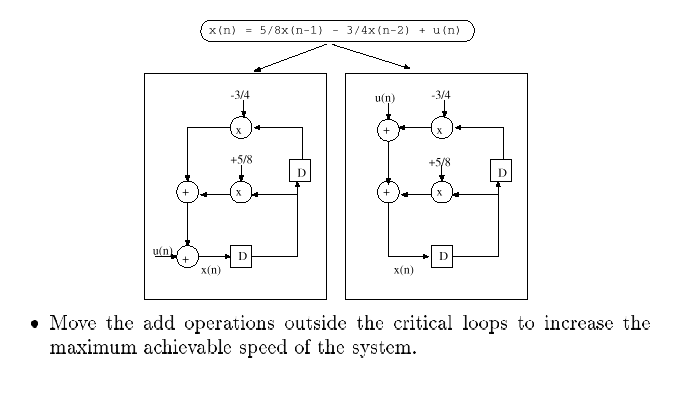 x(n) = 5/8x(n-1) - 3/4x(n-2) + u(n)
-3/4
x
+5/8
D
+
x
u(n)
+
D
x(n)
u(n)
-3/4
+
x
+5/8
D
+
x
D
x(n)
• Move the add operations outside the critical loops to increase the
maximum achievable speed of the system.